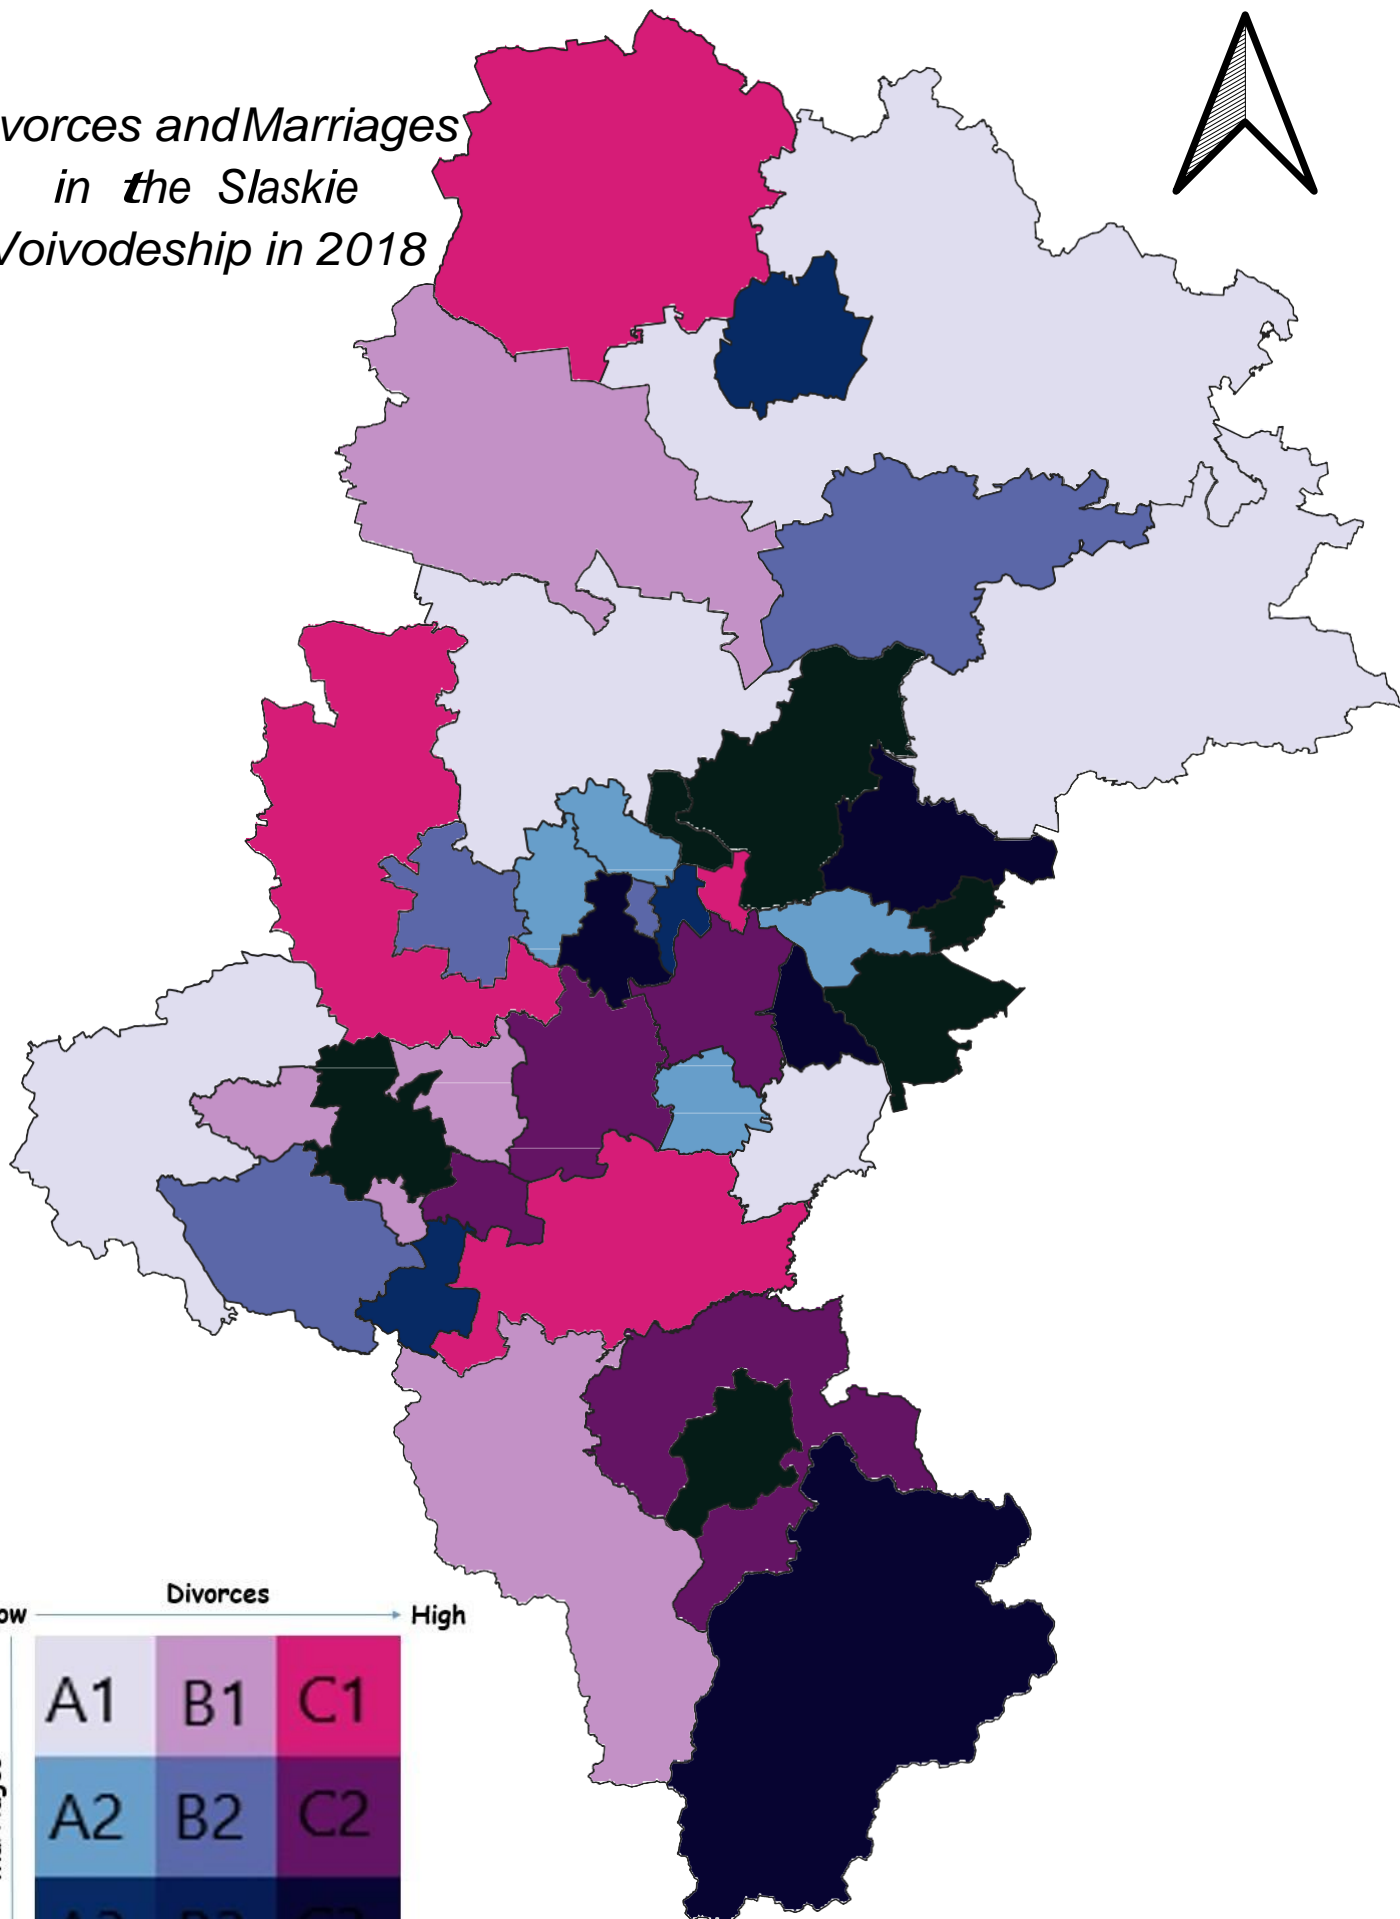 vorces and Marriages
in the Slaskie
Voivodeship in 2018
Divorces
ow High
A1 B1 C1
A2 B2 C2